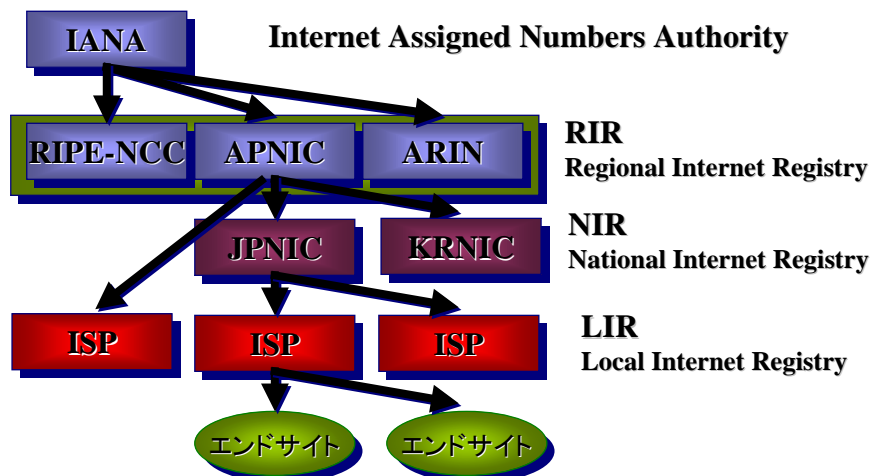 IANA
Internet Assigned Numbers Authority
RIPE-NCC
APNIC
ARIN
RIR
Regional Internet Registry
JPNIC
KRNIC
NIR
National Internet Registry
ISP
ISP
ISP
LIR
Local Internet Registry
エンドサイト
エンドサイト